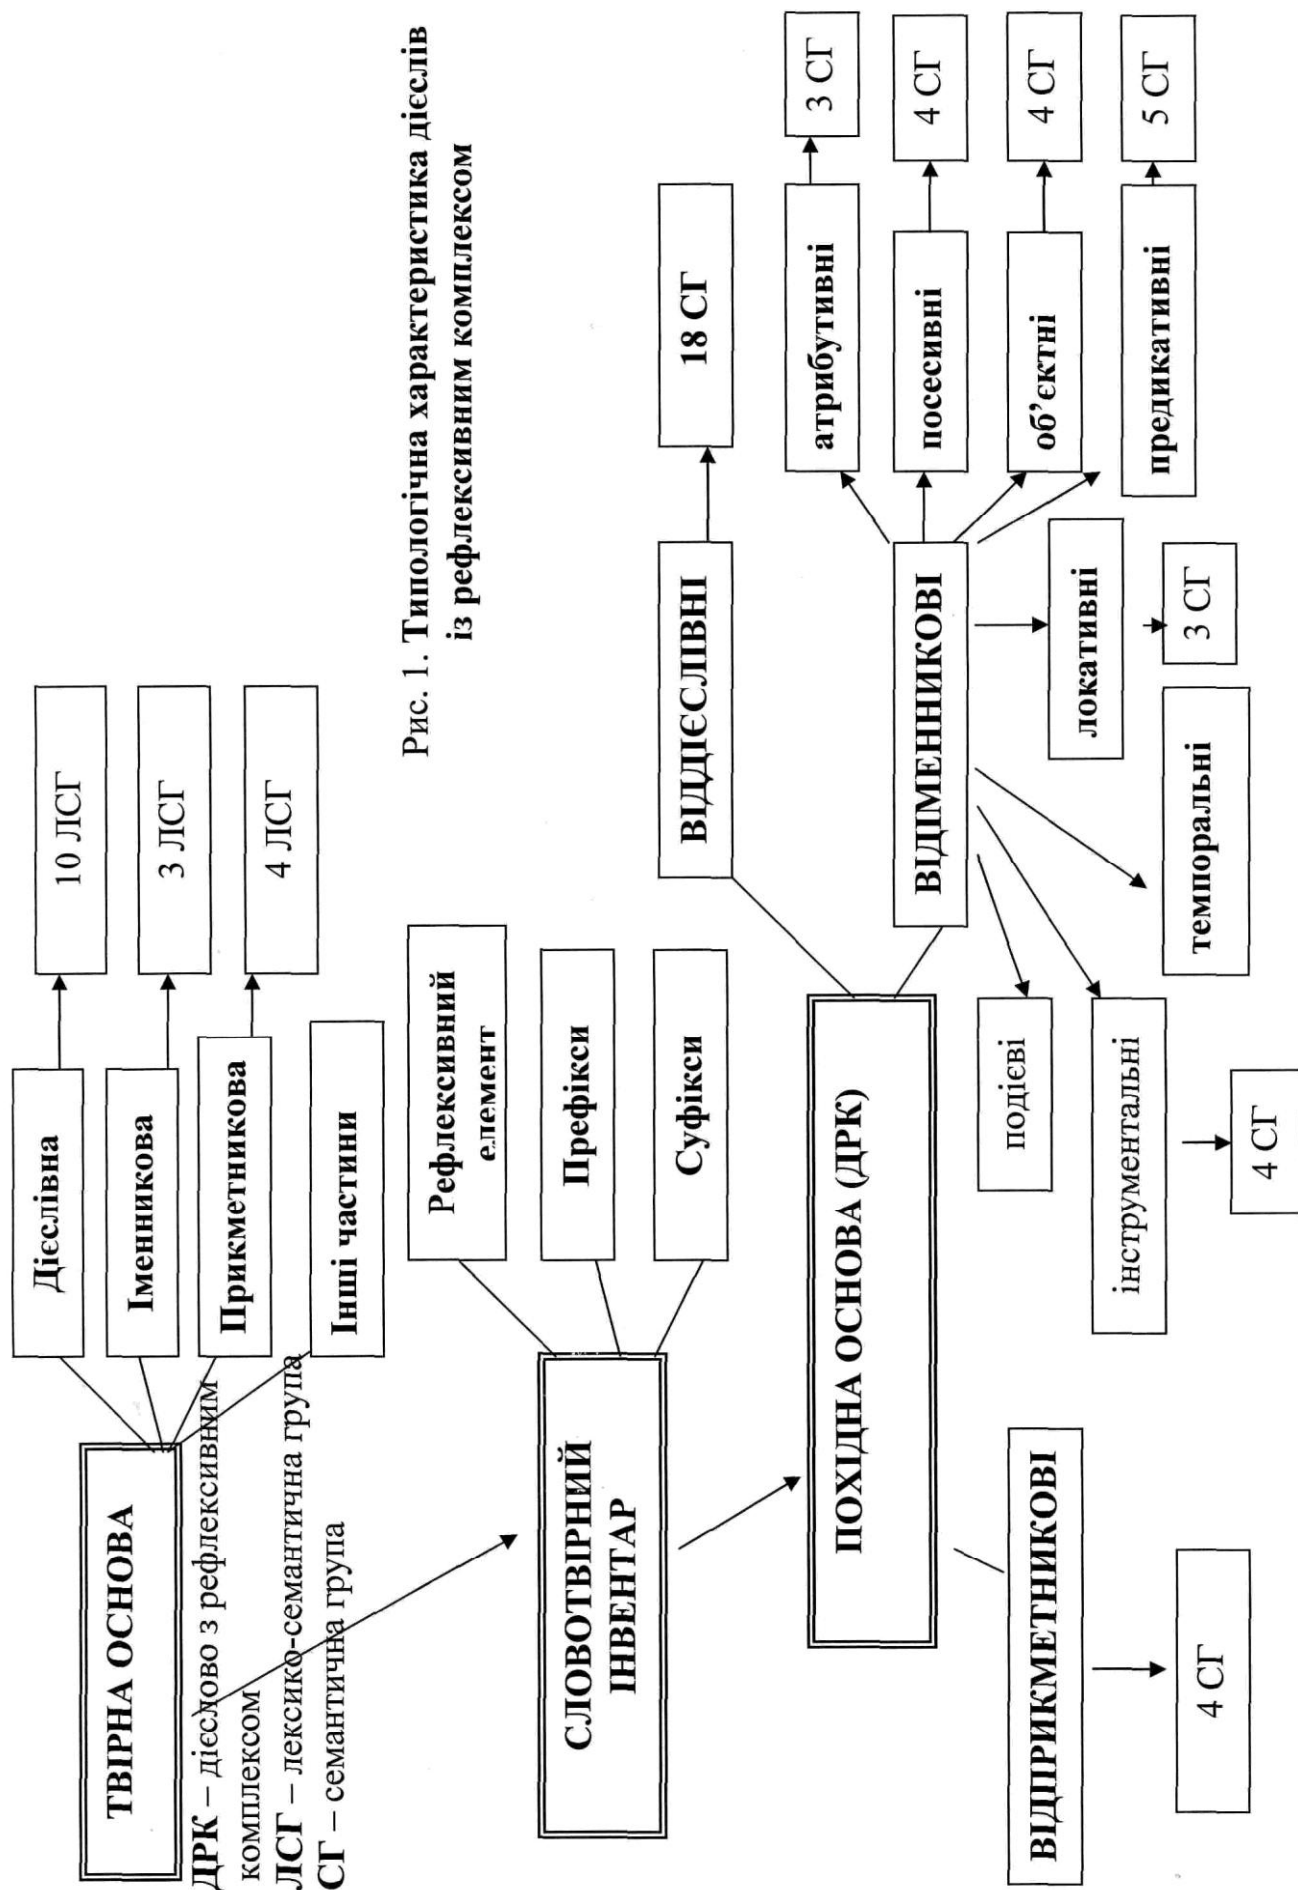 ТВІРНА ОСНОВА
Дієслівна
10 ЛСГ
Іменникова
3 ЛСГ
Прикметникова
4 ЛСГ
Інші частини
ДРК – дієслово з рефлексивним
комплексом
ЛСГ – лексико-семантична група
СГ – семантична група
Рис. 1. Типологічна характеристика дієслів
із рефлексивним комплексом
СЛОВОТВІРНИЙ
ІНВЕНТАР
Рефлексивний
елемент
Префікси
Суфікси
ПОХІДНА ОСНОВА (ДРК)
ВІДДІЄСЛІВНІ
18 СГ
ВІДІМЕННИКОВІ
атрибутивні
3 СГ
посесивні
4 СГ
об’єктні
4 СГ
предикативні
5 СГ
локативні
3 СГ
темпоральні
подієві
інструментальні
4 СГ
ВІДПРИКМЕТНИКОВІ
4 СГ